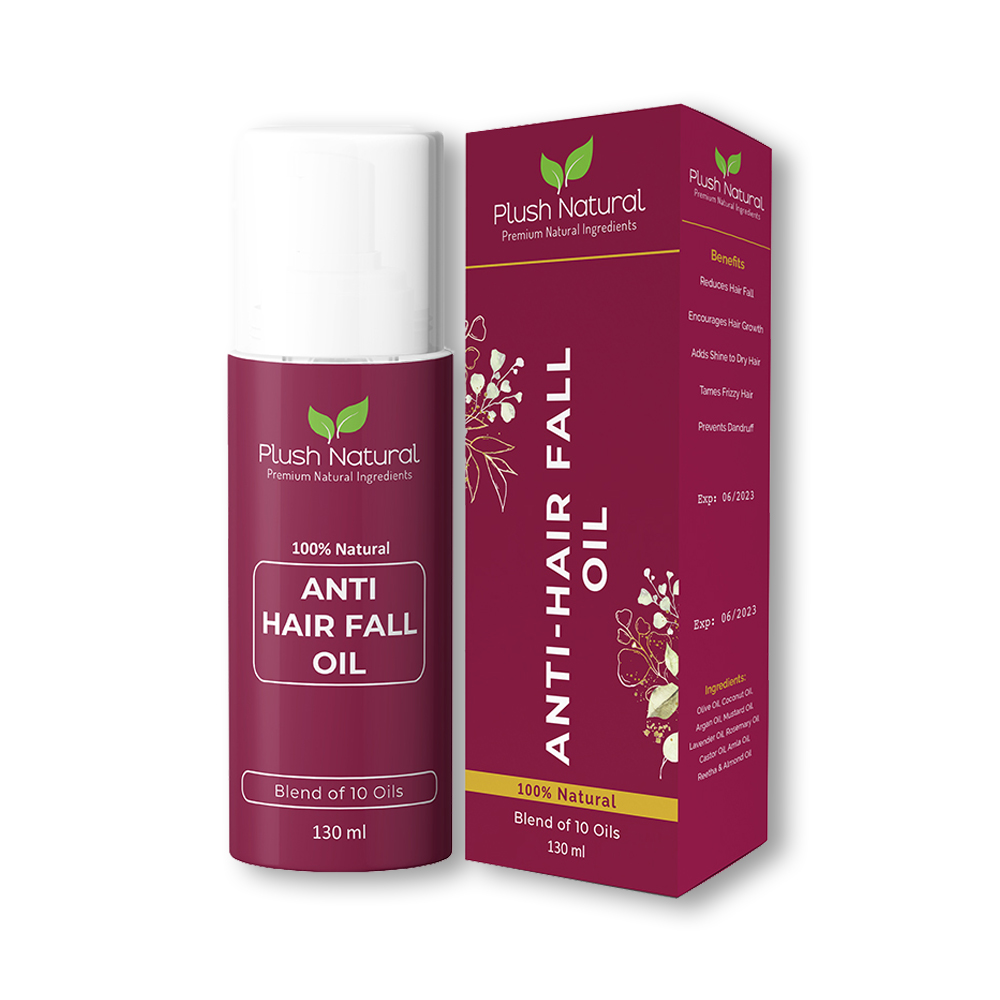 Plush Natural
Premium Natural Ingredients
100% Natural
ANTI
HAIR FALL
OIL
Blend of 10 Oils
130 ml
Plush Natural
Premium Natural Ingredients
ANTI-HAIR FALL
OIL
100% Natural
Blend of 10 Oils
130 ml
Plush Natural
Premium Natural Ingredients
Benefits
Reduces Hair Fall
Encourages Hair Growth
Adds Shine to Dry Hair
Tames Frizzy Hair
Prevents Dandruff
Exp: 06/2023
Exp: 06/2023
Ingredients:
Olive Oil, Coconut Oil,
Argan Oil, Mustard Oil,
Lavender Oil, Rosemary Oil,
Castor Oil, Amla Oil,
Reetha & Almond Oil